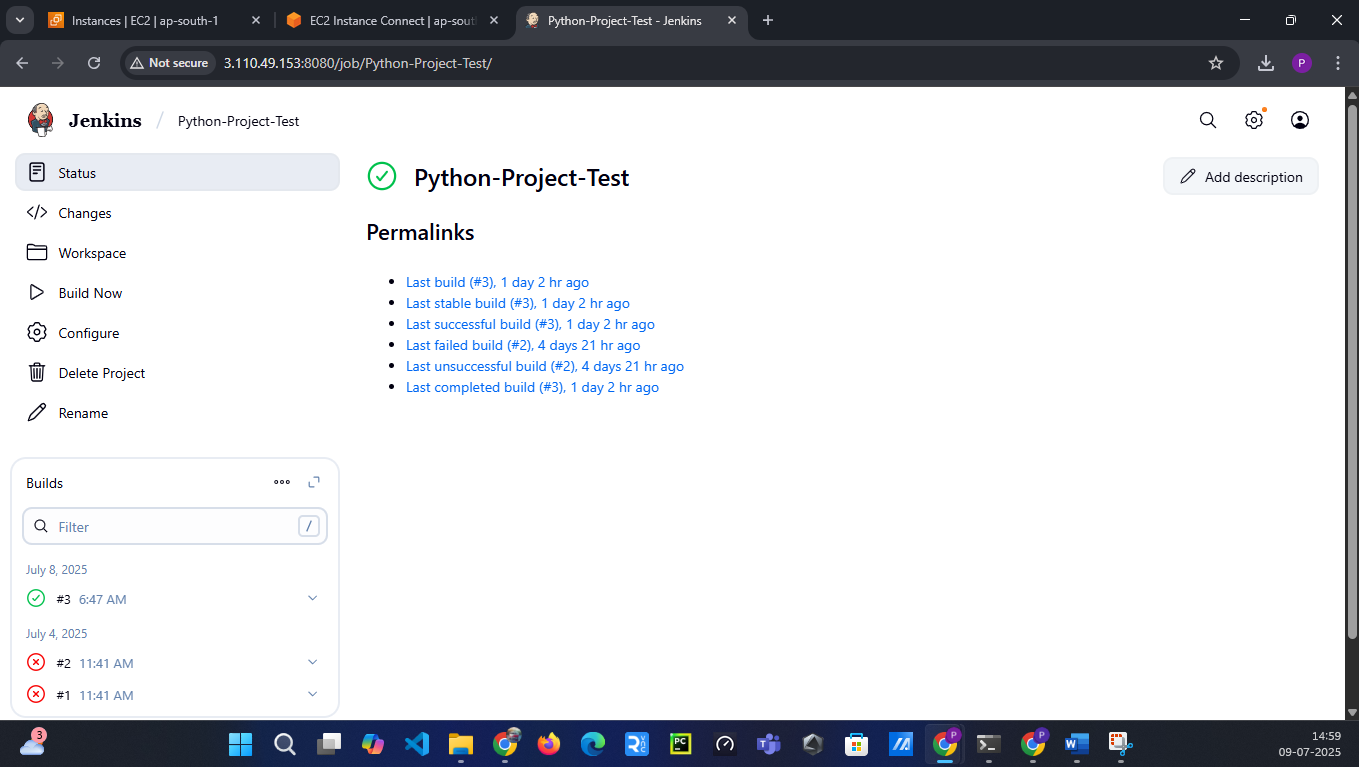 Instances | EC2 | ap-south-1
EC2 Instance Connect | ap-sout
Python-Project-Test - Jenkins
Not secure
3.110.49.153:8080/job/Python-Project-Test/
P
Jenkins / Python-Project-Test
Status
Changes
Workspace
Build Now
Configure
Delete Project
Rename
Python-Project-Test
Add description
Permalinks
Last build (#3), 1 day 2 hr ago
Last stable build (#3), 1 day 2 hr ago
Last successful build (#3), 1 day 2 hr ago
Last failed build (#2), 4 days 21 hr ago
Last unsuccessful build (#2), 4 days 21 hr ago
Last completed build (#3), 1 day 2 hr ago
Builds
Filter /
July 8, 2025
#3 6:47 AM
July 4, 2025
#2 11:41 AM
#1 11:41 AM
3
PC
P
P
W
14:59
09-07-2025